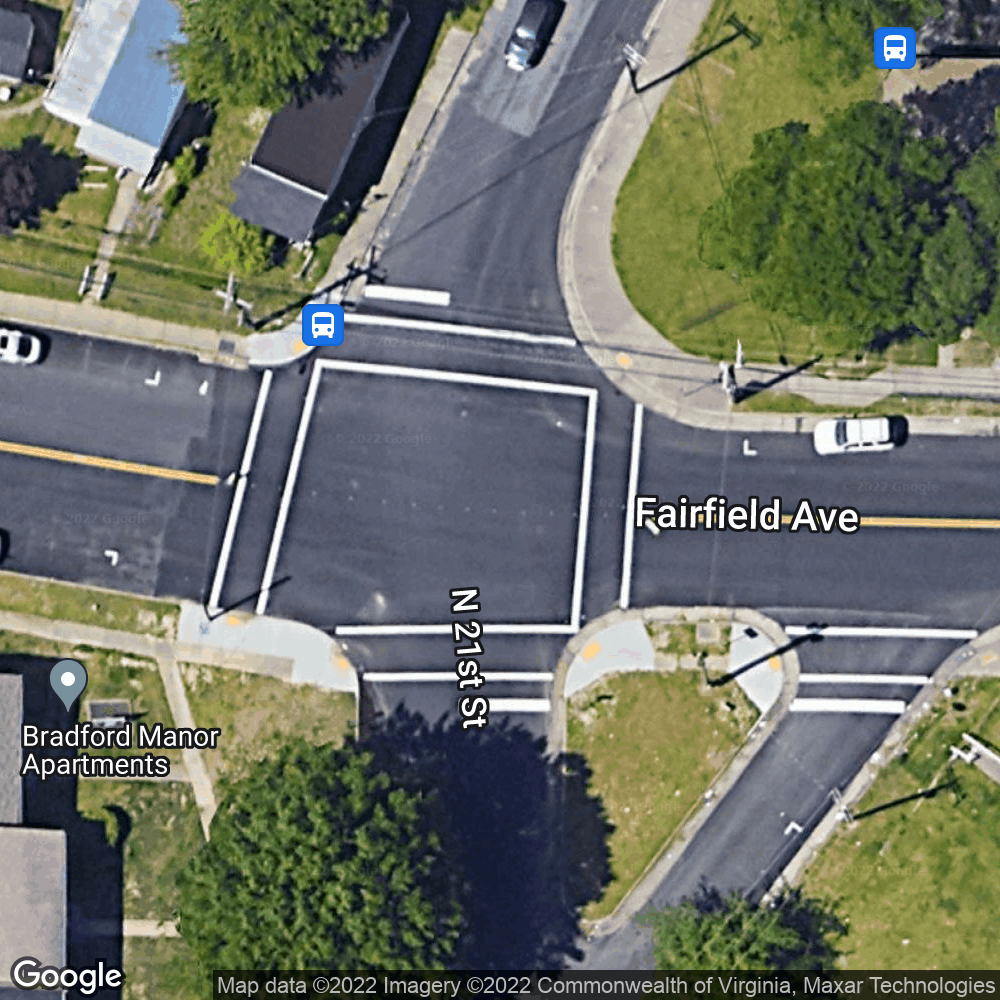 Fairfield Ave
N 21st St
Bradford Manor
Apartments
Google
Map data ©2022 Imagery ©2022 Commonwealth of Virginia, Maxar Technologies
© 2022 Google
© 2022 Google
© 2022 Google